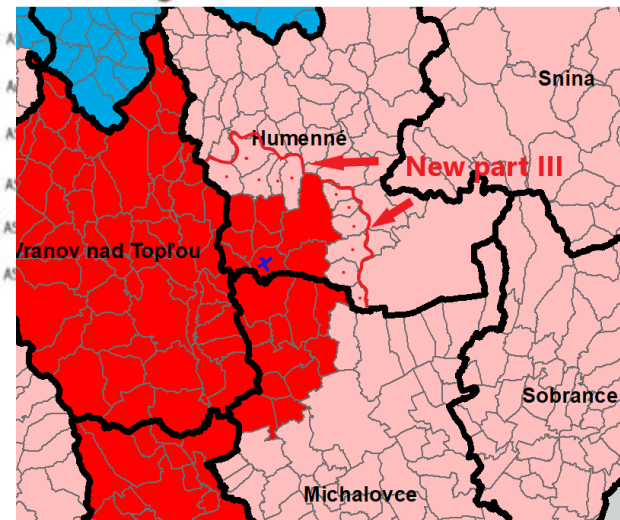 Snina
Humenné
New part III
Vranov nad Topľou
Sobrance
Michalovce